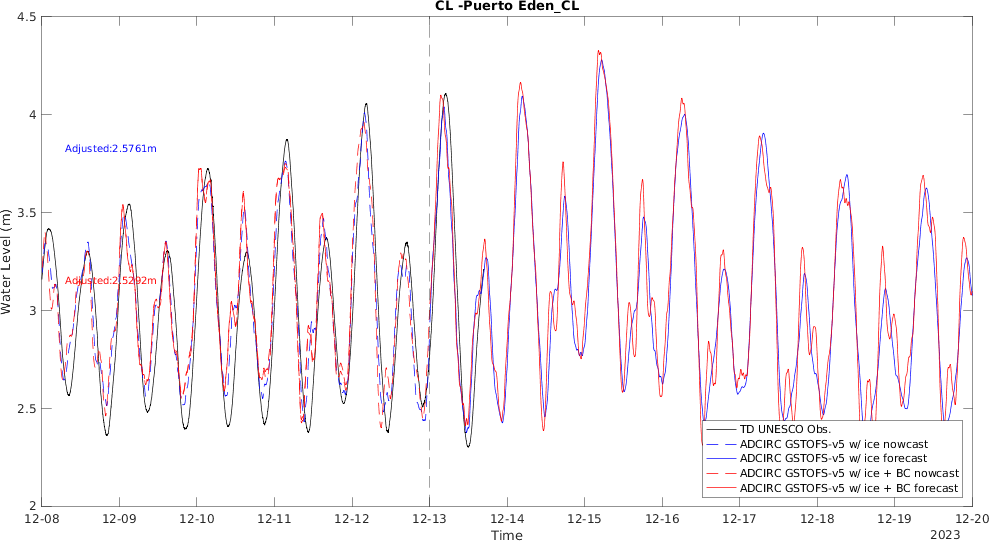 CL -Puerto Eden_CL
4.5
4
3.5
3
2.5
2
Water Level (m)
Adjusted:2.5761m
Adjusted:2.5292m
TD UNESCO Obs.
ADCIRC GSTOFS-v5 w/ ice nowcast
ADCIRC GSTOFS-v5 w/ ice forecast
ADCIRC GSTOFS-v5 w/ ice + BC nowcast
ADCIRC GSTOFS-v5 w/ ice + BC forecast
12-08 12-09 12-10 12-11 12-12 12-13 12-14 12-15 12-16 12-17 12-18 12-19 12-20
Time
2023